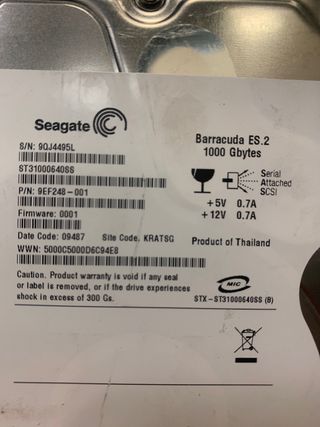 Seagate
Barracuda ES.2
1000 Gbytes
S/N: 9QJ4495L
ST31000640SS
Serial
Attached
SCSI
P/N: 9EF248-001
+5V 0.7A
+12V 0.7A
Firmware: 0001
Date Code: 09487 Site Code: KRATSG
Product of Thailand
WWN: 5000C5000D6C94E8
Caution. Product warranty is void if any seal
or label is removed, or if the drive experiences
shock in excess of 300 Gs.
MIC
STX-ST31000640SS (B)